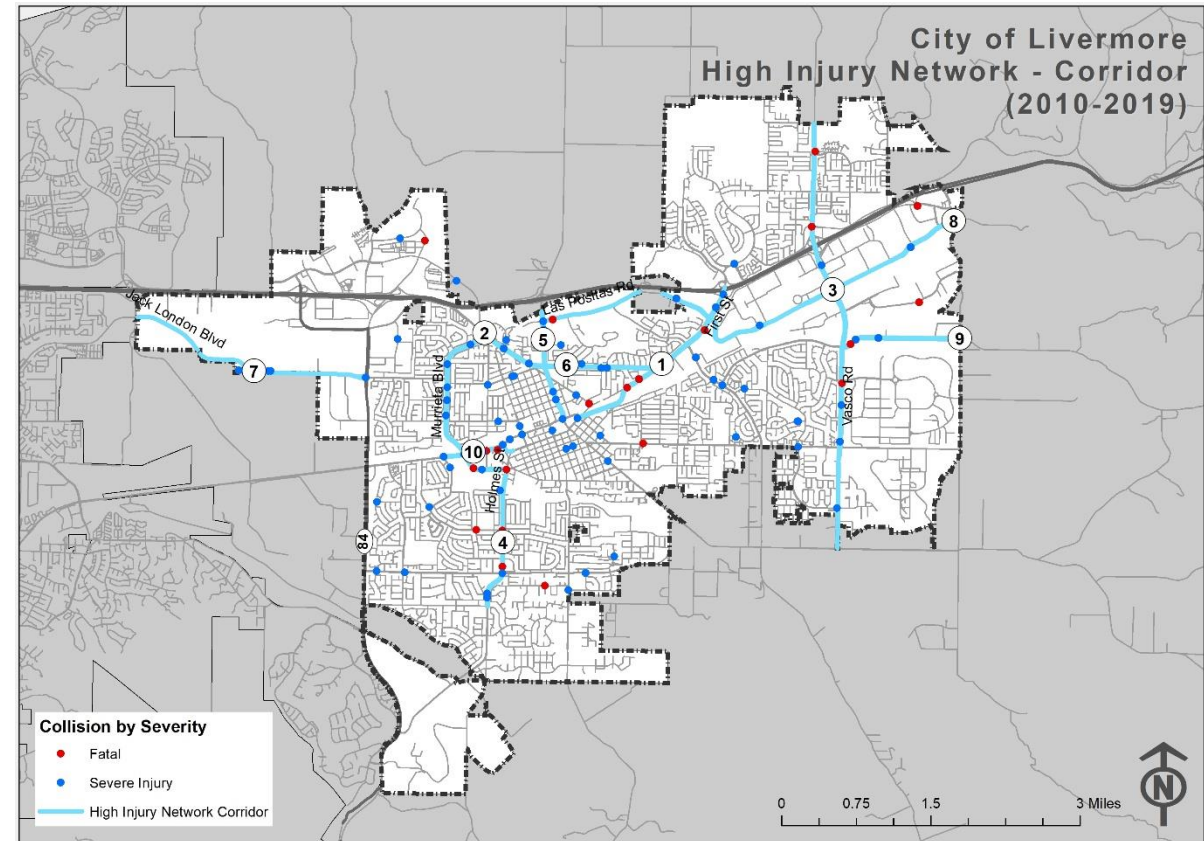 City of Livermore
High Injury Network - Corridor
(2010-2019)
8
3
Las Positas Rd
First St
Jack London Blvd
2
5
9
1
6
7
Murrieta Blvd
Vasco Rd
10
Holmes St
4
84
Collision by Severity
Fatal
Severe Injury
High Injury Network Corridor
0 0.75 1.5 3 Miles
N